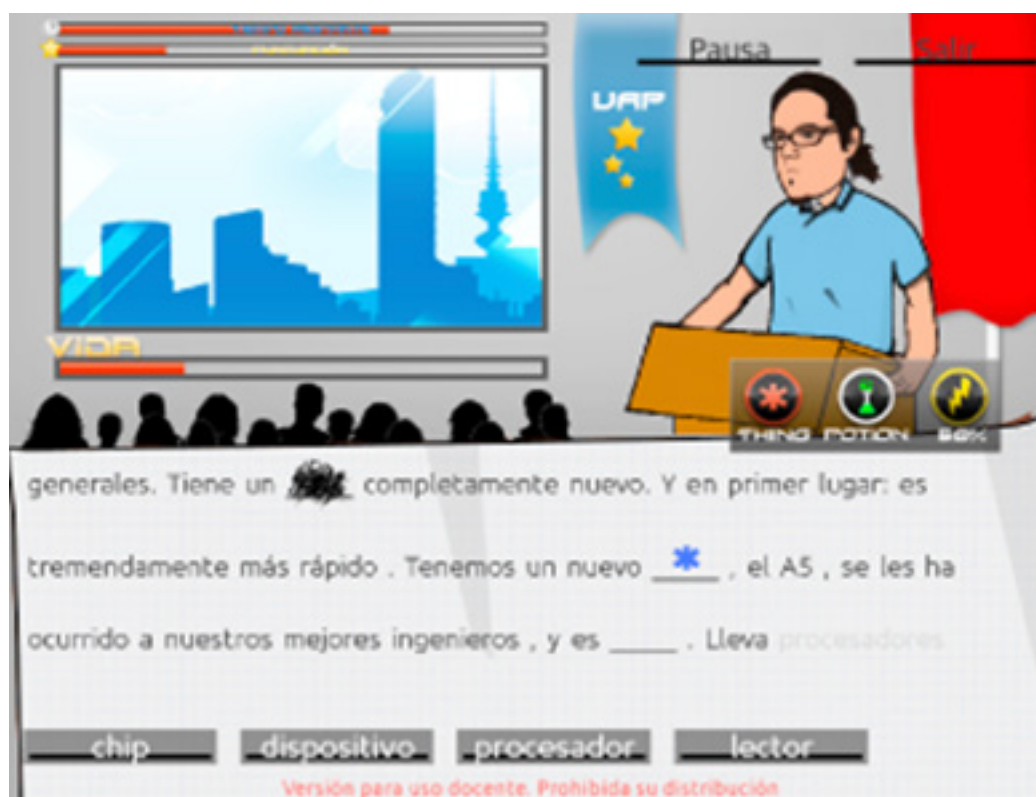 Pausa
Salir
UAP
VIDA
THING
POTION
50%
generales. Tiene un completamente nuevo. Y en primer lugar: es
tremendamente más rápido . Tenemos un nuevo * , el A5 , se les ha
ocurrido a nuestros mejores ingenieros , y es ____ . Lleva procesadores
chip
dispositivo
procesador
lector
Versión para uso docente. Prohibida su distribución